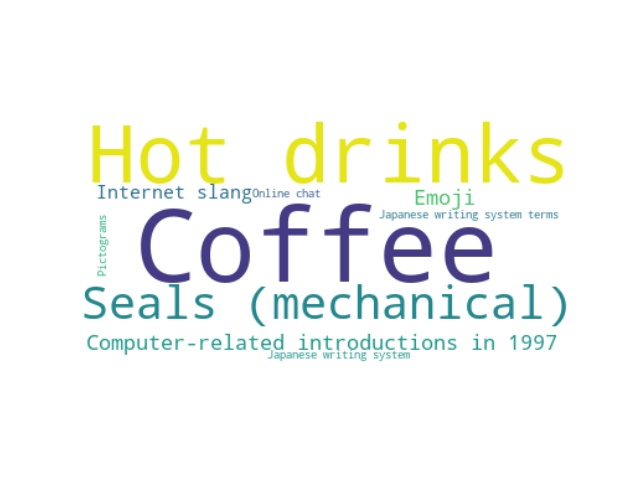 Hot drinks
Internet slang
Online chat
Emoji
Japanese writing system terms
Pictograms
Coffee
Seals (mechanical)
Computer-related introductions in 1997
Japanese writing system